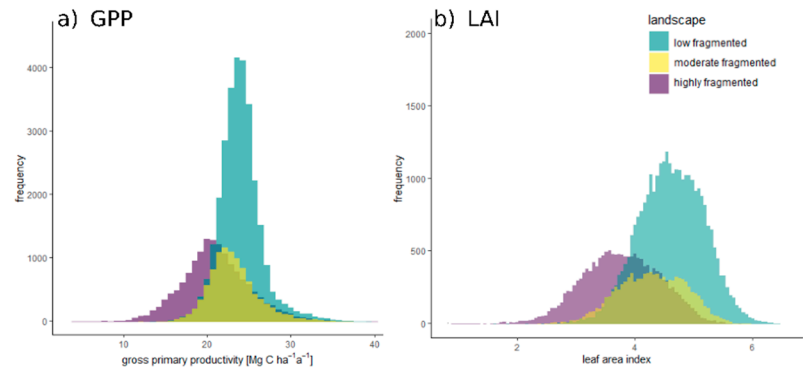 a) GPP
b) LAI
landscape
low fragmented
moderate fragmented
highly fragmented
frequency
4000
3000
2000
1000
0
10
20
30
40
gross primary productivity [Mg C ha⁻¹a⁻¹]
frequency
2000
1500
1000
500
0
2
4
6
leaf area index